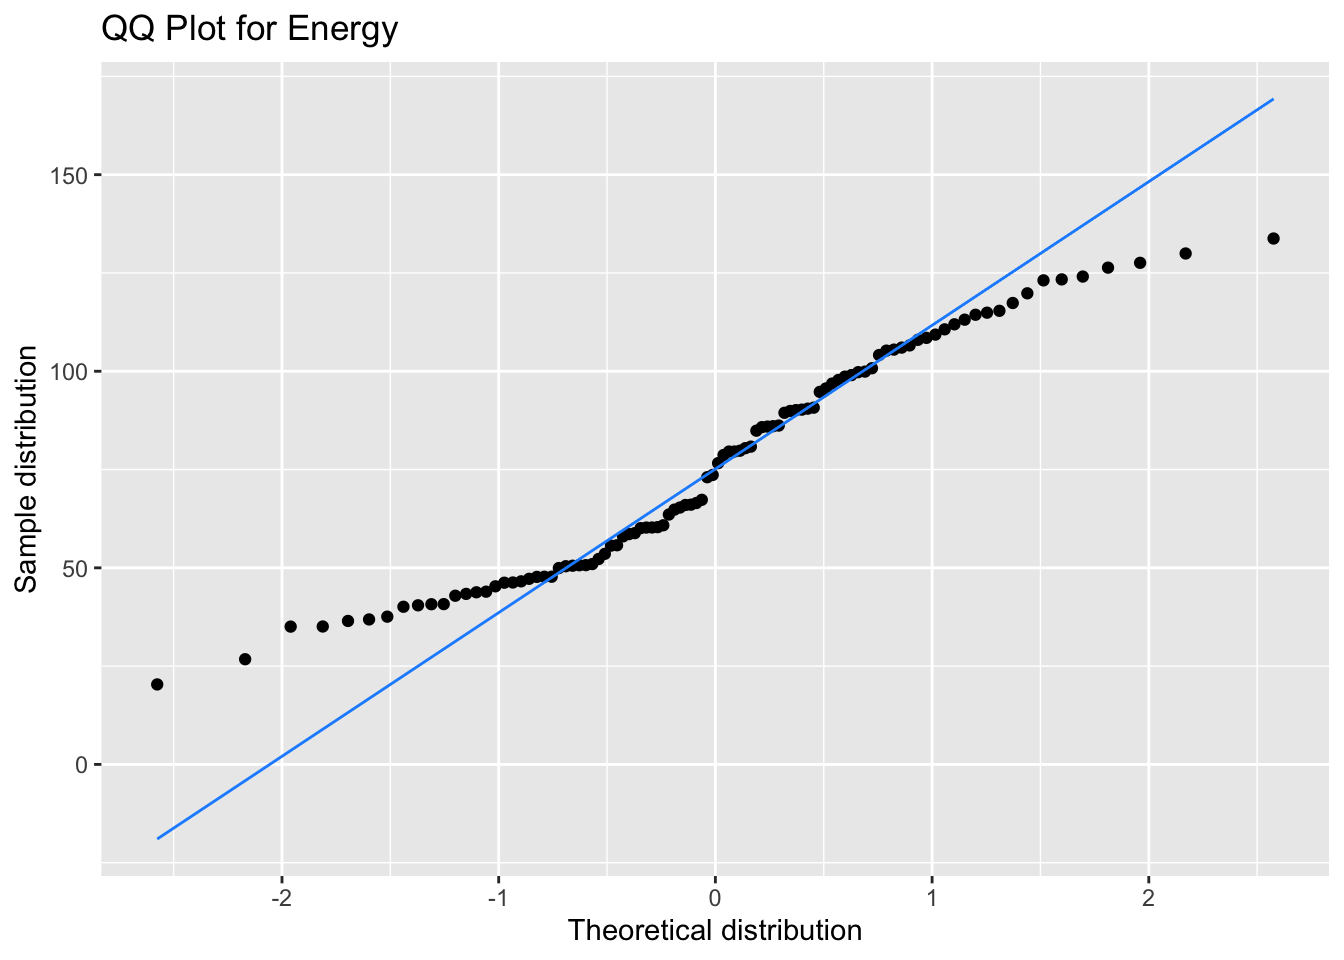 QQ Plot for Energy
150
100
50
0
Sample distribution
-2 -1 0 1 2
Theoretical distribution